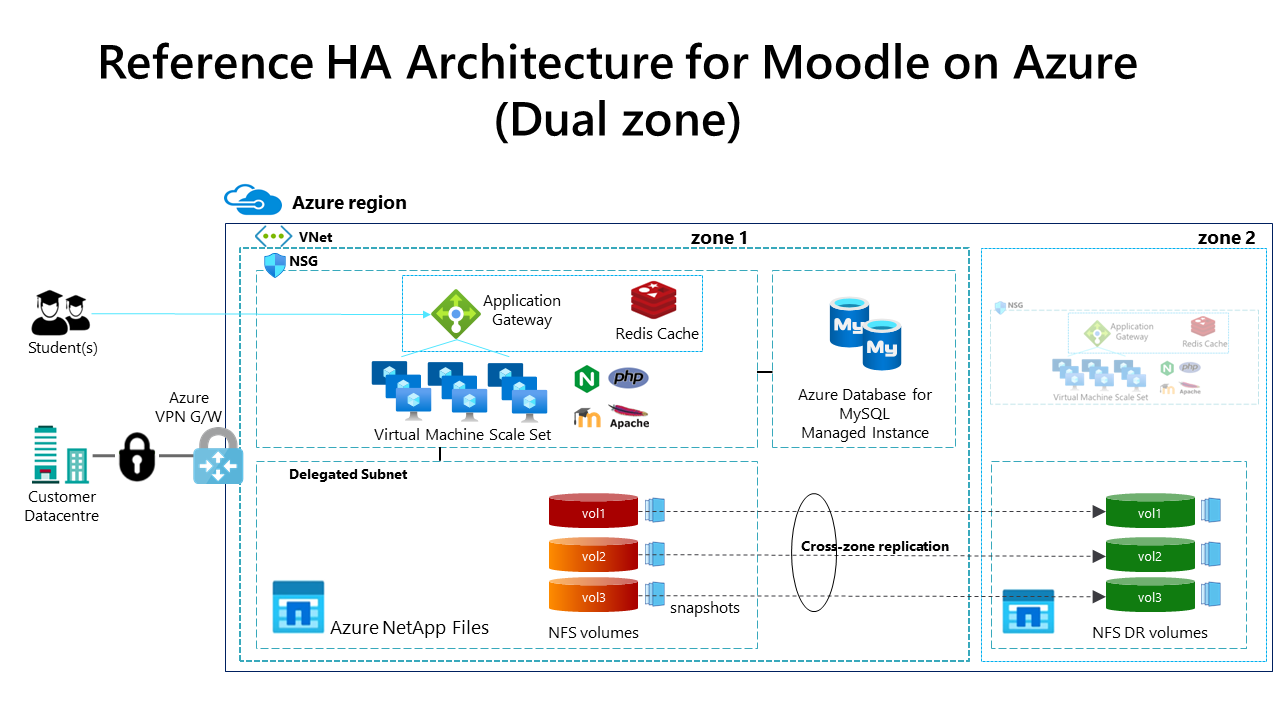 Reference HA Architecture for Moodle on Azure
(Dual zone)
Azure region
VNet
zone 1
zone 2
NSG
Application
Gateway
Redis Cache
Student(s)
php
Apache
Virtual Machine Scale Set
My
My
Azure Database for
MySQL
Managed Instance
NSG
Application
Gateway
Redis Cache
php
Apache
Virtual Machine Scale Set
Azure
VPN G/W
Customer
Datacentre
Delegated Subnet
vol1
vol2
vol3
snapshots
NFS volumes
Azure NetApp Files
Cross-zone replication
vol1
vol2
vol3
NFS DR volumes